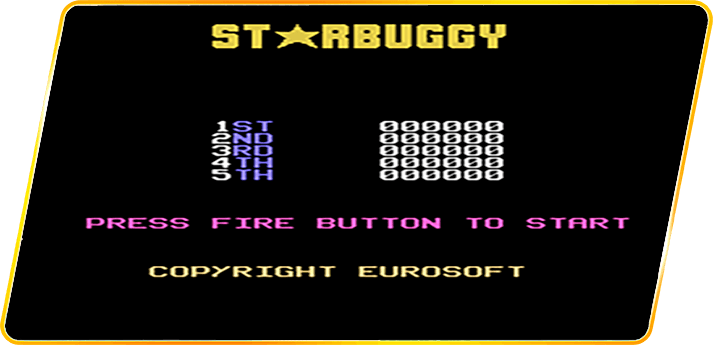 ST★RBUGGY
1ST 000000
2ND 000000
3RD 000000
4TH 000000
5TH 000000
PRESS FIRE BUTTON TO START
COPYRIGHT EUROSOFT